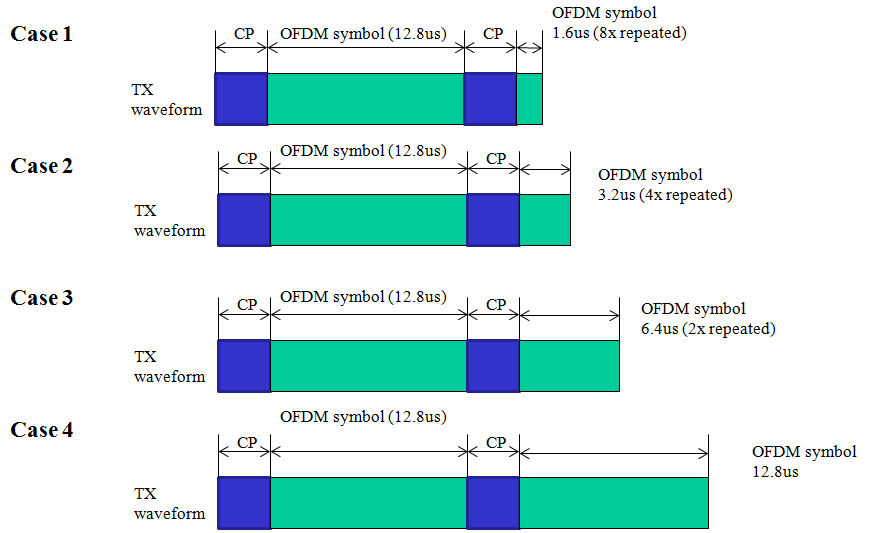 Case 1
CP
OFDM symbol (12.8us)
CP
OFDM symbol
1.6us (8x repeated)
TX
waveform
Case 2
CP
OFDM symbol (12.8us)
CP
OFDM symbol
3.2us (4x repeated)
TX
waveform
Case 3
CP
OFDM symbol (12.8us)
CP
OFDM symbol
6.4us (2x repeated)
TX
waveform
Case 4
CP
OFDM symbol (12.8us)
CP
OFDM symbol
12.8us
TX
waveform